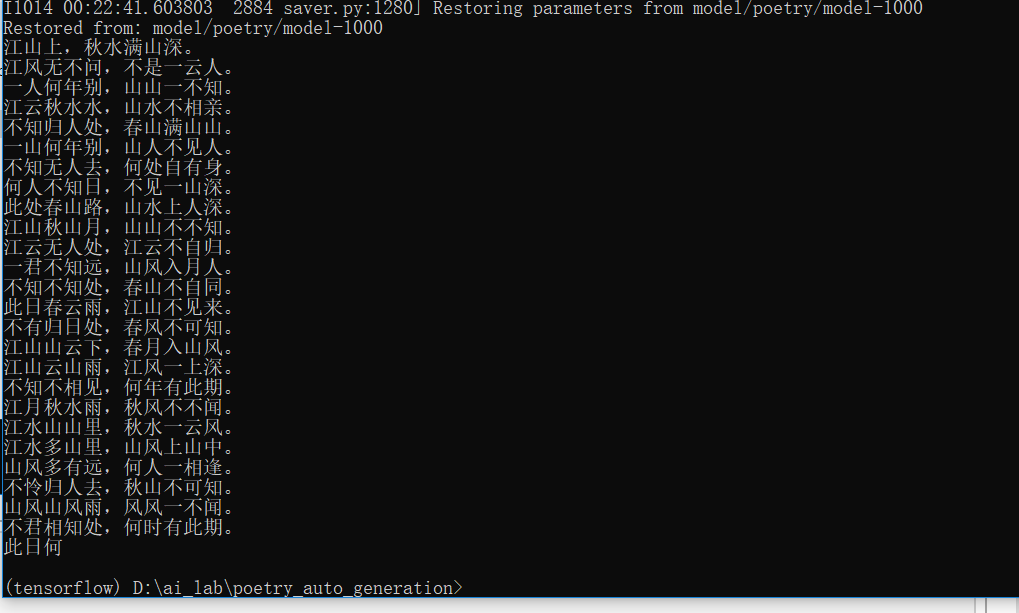 I1014 00:22:41.603803  2884 saver.py:1280] Restoring parameters from model/poetry/model-1000
Restored from: model/poetry/model-1000
江山上，秋水满山深。
江风无不问，不是一云人。
一人何年别，山山一不知。
江云秋水水，山水不相亲。
不知归人处，春山满山山。
一山何年别，山人不见人。
不知无人去，何处自有身。
何人不知日，不见一山深。
此处春山路，山水上人深。
江山秋山月，山山不不知。
江云无人处，江云不自归。
一君不知远，山风入月人。
不知不知处，春山不自同。
此日春云雨，江山不见来。
不有归日处，春风不可知。
江山山云下，春月入山风。
江山云山雨，江风一上深。
不知不相见，何年有此期。
江月秋水雨，秋风不不闻。
江水山山里，秋水一云风。
江水多山里，山风上山中。
山风多有远，何人一相逢。
不怜归人去，秋山不可知。
山风山风雨，风风一不闻。
不君相知处，何时有此期。
此日何
(tensorflow) D:\ai_lab\poetry_auto_generation>